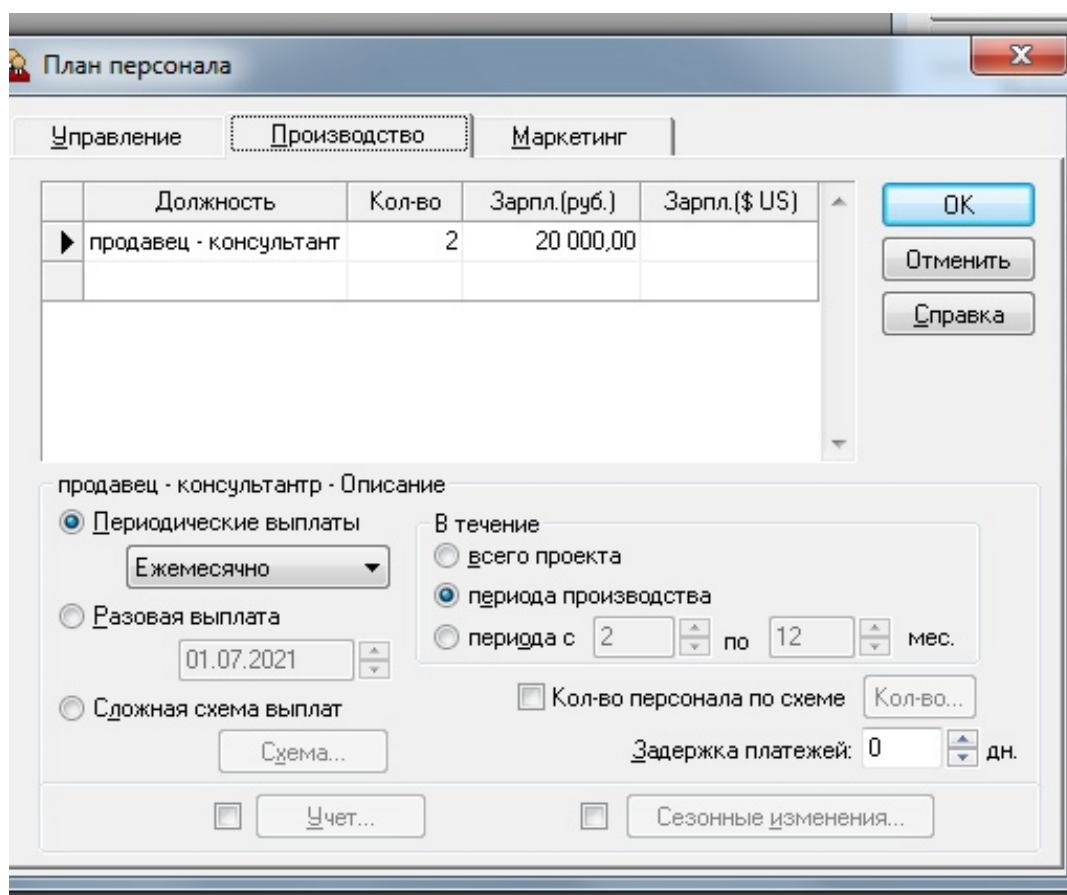 План персонала
x
Управление Производство Маркетинг
Должность Кол-во Зарпл.(руб.) Зарпл.($ US)
продавец - консультант 2 20 000,00
OK
Отменить
Справка
продавец - консультантр - Описание
Периодические выплаты
Ежемесячно
Разовая выплата
01.07.2021
Сложная схема выплат
Схема...
В течение
всего проекта
периода производства
периода с 2 по 12 мес.
Кол-во персонала по схеме Кол-во...
Задержка платежей: 0 дн.
Учет... Сезонные изменения...